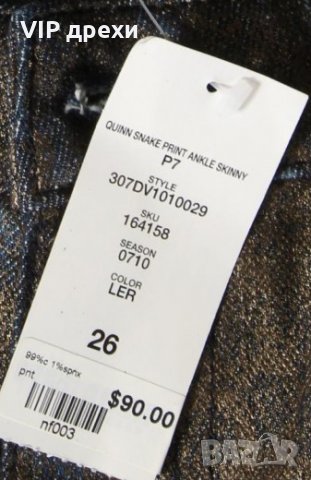 VIP дрехи
QUINN SNAKE PRINT ANKLE SKINNY
P7
STYLE
307DV1010029
SKU
164158
SEASON
0710
COLOR
LER
26
99%c 1%spnx
pnt
$90.00
nf003
BAZAR